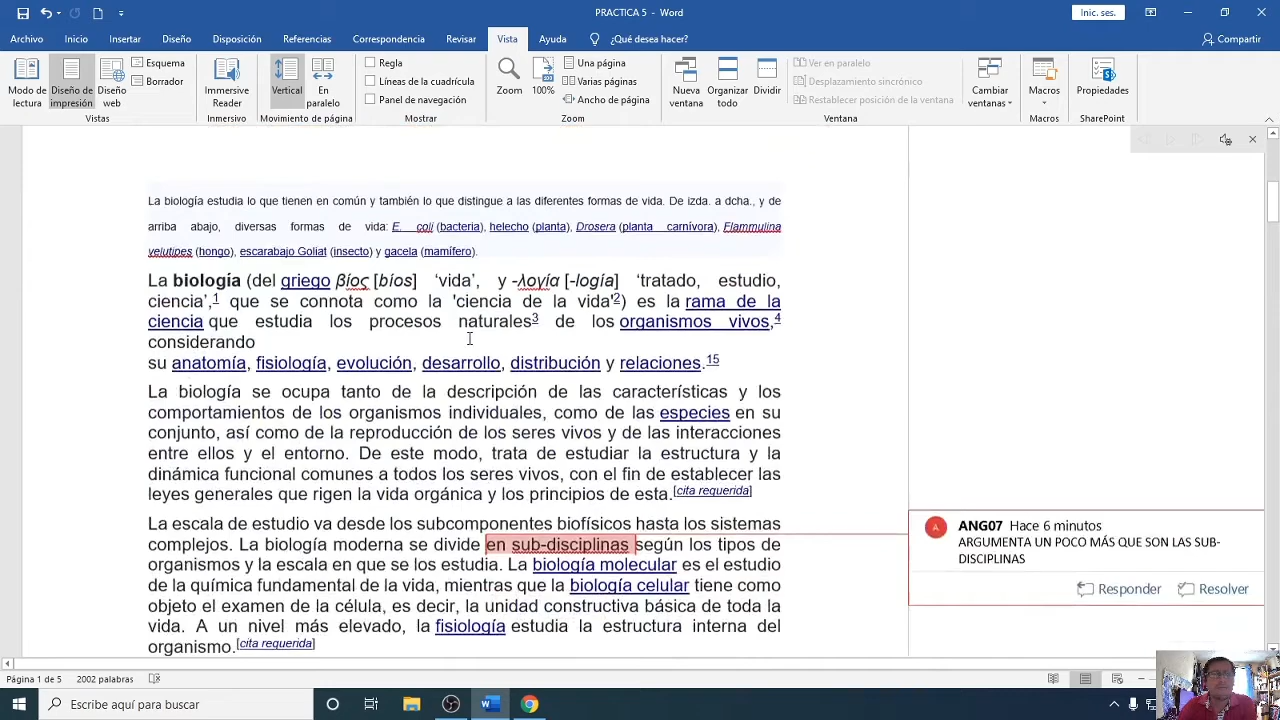 PRACTICA 5 - Word
Inic. ses.
Archivo Inicio Insertar Diseño Disposición Referencias Correspondencia Revisar Vista Ayuda ¿Qué desea hacer? Compartir
Modo de lectura
Diseño de impresión
Diseño web
Esquema
Borrador
Vistas
Immersive Reader
Inmersivo
Vertical
En paralelo
Movimiento de página
Regla
Líneas de la cuadrícula
Panel de navegación
Mostrar
Zoom
100%
Una página
Varias páginas
Ancho de página
Zoom
Nueva ventana
Organizar todo
Dividir
Ver en paralelo
Desplazamiento sincrónico
Restablecer posición de la ventana
Cambiar ventanas
Ventana
Macros
Macros
Propiedades
SharePoint
La biología estudia lo que tienen en común y también lo que distingue a las diferentes formas de vida. De izda. a dcha., y de
arriba abajo, diversas formas de vida: E. coli (bacteria), helecho (planta), Drosera (planta carnívora), Flammulina
velutipes (hongo), escarabajo Goliat (insecto) y gacela (mamífero).
La biología (del griego βίος [bíos] ‘vida’, y -λογία [-logía] ‘tratado, estudio,
ciencia’,1 que se connota como la 'ciencia de la vida'2) es la rama de la
ciencia que estudia los procesos naturales3 de los organismos vivos,4
considerando
su anatomía, fisiología, evolución, desarrollo, distribución y relaciones.15
La biología se ocupa tanto de la descripción de las características y los
comportamientos de los organismos individuales, como de las especies en su
conjunto, así como de la reproducción de los seres vivos y de las interacciones
entre ellos y el entorno. De este modo, trata de estudiar la estructura y la
dinámica funcional comunes a todos los seres vivos, con el fin de establecer las
leyes generales que rigen la vida orgánica y los principios de esta.[cita requerida]
La escala de estudio va desde los subcomponentes biofísicos hasta los sistemas
complejos. La biología moderna se divide en sub-disciplinas según los tipos de
organismos y la escala en que se los estudia. La biología molecular es el estudio
de la química fundamental de la vida, mientras que la biología celular tiene como
objeto el examen de la célula, es decir, la unidad constructiva básica de toda la
vida. A un nivel más elevado, la fisiología estudia la estructura interna del
organismo.[cita requerida]
A
ANG07 Hace 6 minutos
ARGUMENTA UN POCO MÁS QUE SON LAS SUB-
DISCIPLINAS
Responder Resolver
Página 1 de 5 2002 palabras
Escribe aquí para buscar